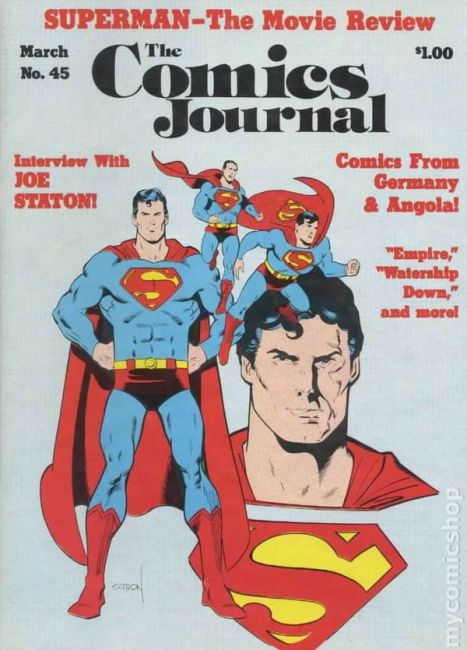 SUPERMAN—The Movie Review
March
No. 45
The
Comics
Journal
$1.00
Interview With
JOE
STATON!
Comics From
Germany
& Angola!
"Empire,"
"Watership
Down,"
and more!
S
S
S
S
STATON
mycomicshop